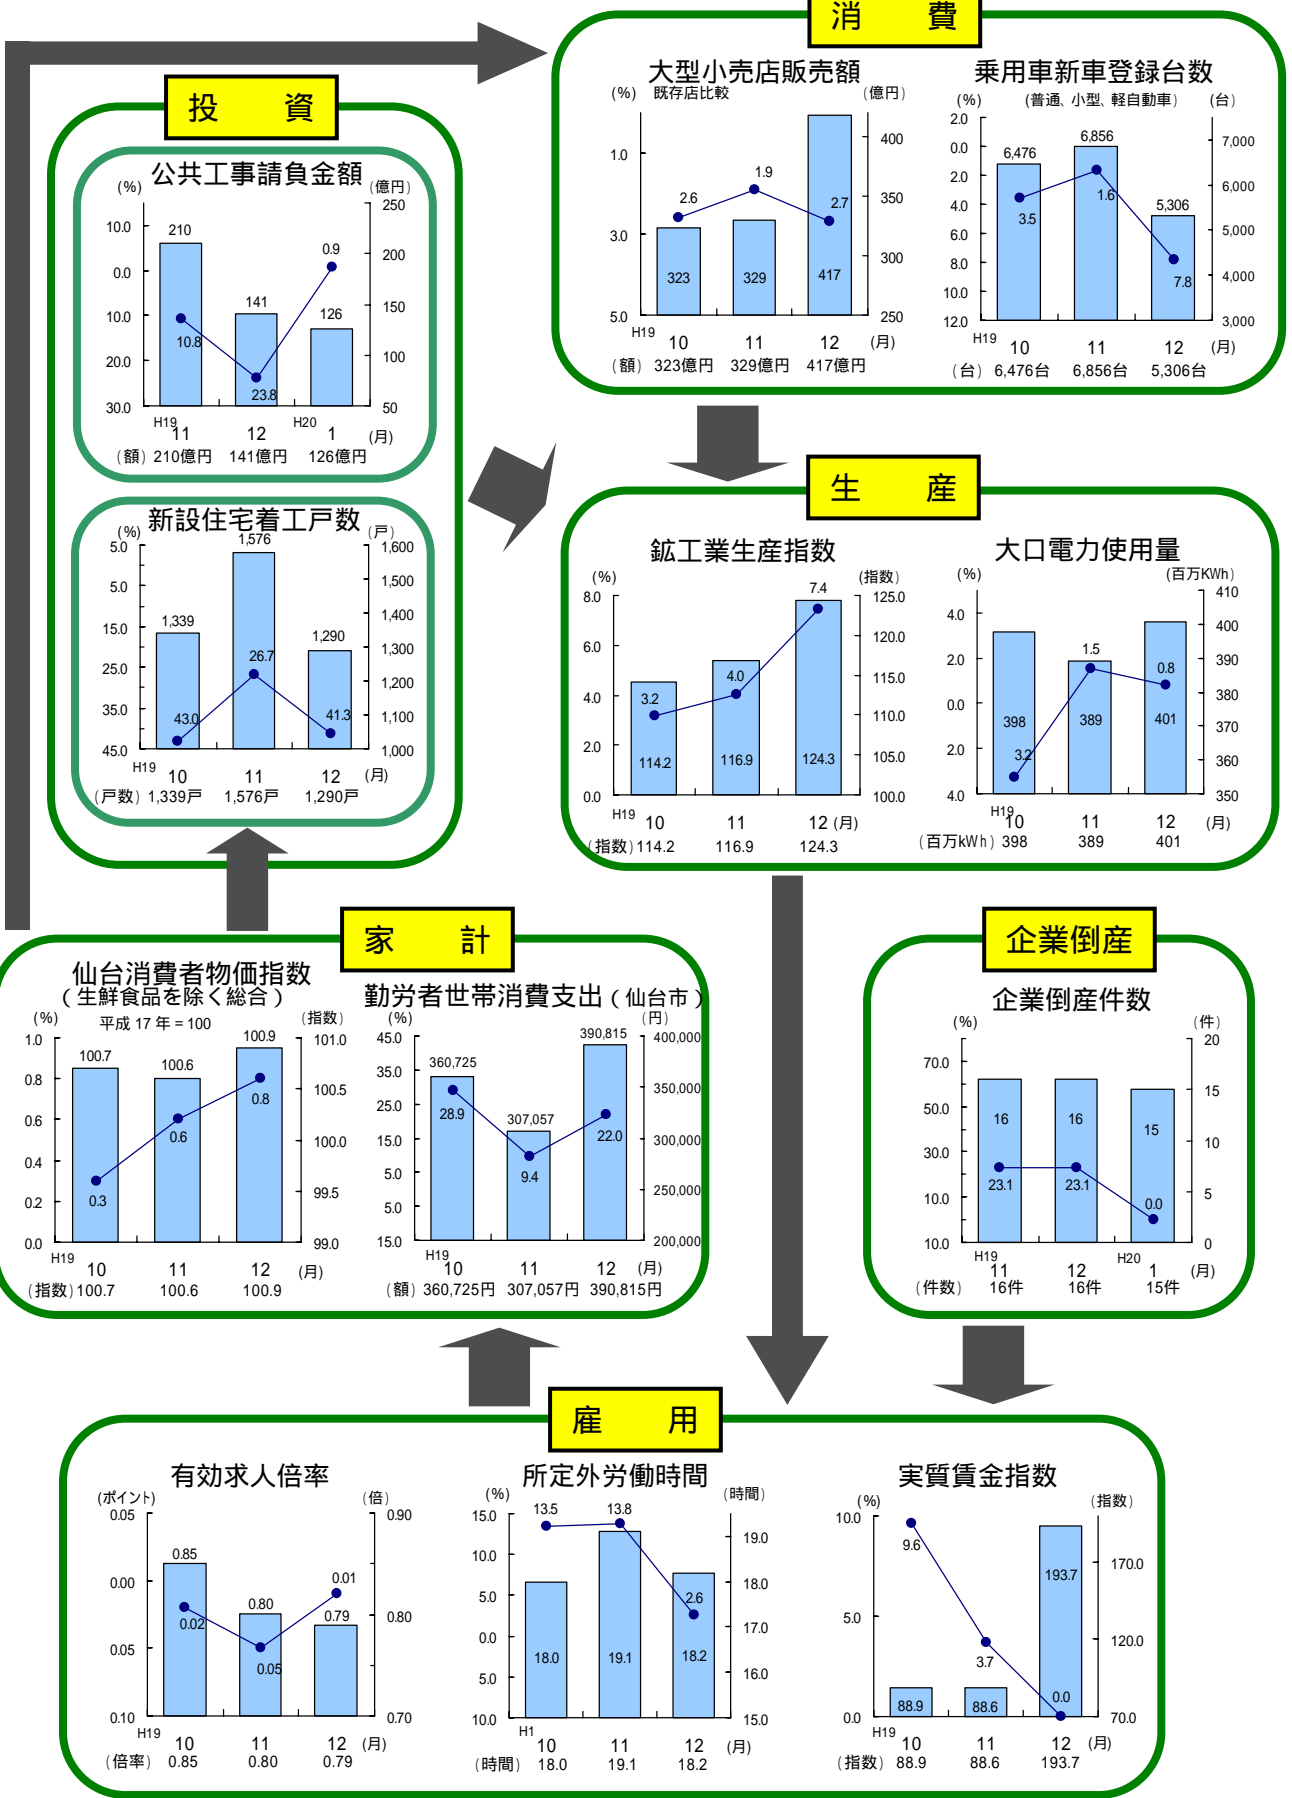 消　費
大型小売店販売額
(%) 既存店比較 (億円)
1.0
3.0
5.0
400
350
300
250
2.6
1.9
2.7
323
329
417
H19
10 11 12 (月)
(額) 323億円 329億円 417億円
乗用車新車登録台数
(%) (普通、小型、軽自動車) (台)
2.0
0.0
2.0
4.0
6.0
8.0
10.0
12.0
7,000
6,000
5,000
4,000
3,000
6,476
6,856
5,306
3.5
1.6
7.8
H19
10 11 12 (月)
(台) 6,476台 6,856台 5,306台
投　資
公共工事請負金額
(%) (億円)
10.0
0.0
10.0
20.0
30.0
250
200
150
100
50
210
141
126
10.8
23.8
0.9
H19 H20
11 12 1 (月)
(額) 210億円 141億円 126億円
新設住宅着工戸数
(%) (戸)
5.0
5.0
15.0
25.0
35.0
45.0
1,600
1,500
1,400
1,300
1,200
1,100
1,000
1,339
1,576
1,290
43.0
26.7
41.3
H19
10 11 12 (月)
(戸数) 1,339戸 1,576戸 1,290戸
生　産
鉱工業生産指数
(%) (指数)
8.0
6.0
4.0
2.0
0.0
125.0
120.0
115.0
110.0
105.0
100.0
3.2
4.0
7.4
114.2
116.9
124.3
H19
10 11 12 (月)
(指数) 114.2 116.9 124.3
大口電力使用量
(%) (百万KWh)
4.0
2.0
0.0
2.0
4.0
410
400
390
380
370
360
350
1.5
0.8
3.2
398
389
401
H19
10 11 12 (月)
(百万kWh) 398 389 401
家　計
仙台消費者物価指数
(生鮮食品を除く総合)
(%) 平成 17 年 = 100 (指数)
1.0
0.8
0.6
0.4
0.2
0.0
101.0
100.5
100.0
99.5
99.0
100.7
100.6
100.9
0.3
0.6
0.8
H19
10 11 12 (月)
(指数) 100.7 100.6 100.9
勤労者世帯消費支出 (仙台市)
(%) (円)
45.0
35.0
25.0
15.0
5.0
5.0
15.0
400,000
350,000
300,000
250,000
200,000
360,725
307,057
390,815
28.9
9.4
22.0
H19
10 11 12 (月)
(額) 360,725円 307,057円 390,815円
企業倒産
企業倒産件数
(%) (件)
70.0
50.0
30.0
10.0
10.0
20
15
10
5
0
16
16
15
23.1
23.1
0.0
H19 H20
11 12 1 (月)
(件数) 16件 16件 15件
雇　用
有効求人倍率
(ポイント) (倍)
0.05
0.00
0.05
0.10
0.90
0.80
0.70
0.85
0.80
0.79
0.02
0.05
0.01
H19
10 11 12 (月)
(倍率) 0.85 0.80 0.79
所定外労働時間
(%) (時間)
15.0
10.0
5.0
0.0
5.0
10.0
19.0
18.0
17.0
16.0
15.0
13.5
13.8
2.6
18.0
19.1
18.2
H1
10 11 12 (月)
(時間) 18.0 19.1 18.2
実質賃金指数
(%) (指数)
10.0
5.0
0.0
170.0
120.0
70.0
9.6
3.7
0.0
88.9
88.6
193.7
H19
10 11 12 (月)
(指数) 88.9 88.6 193.7